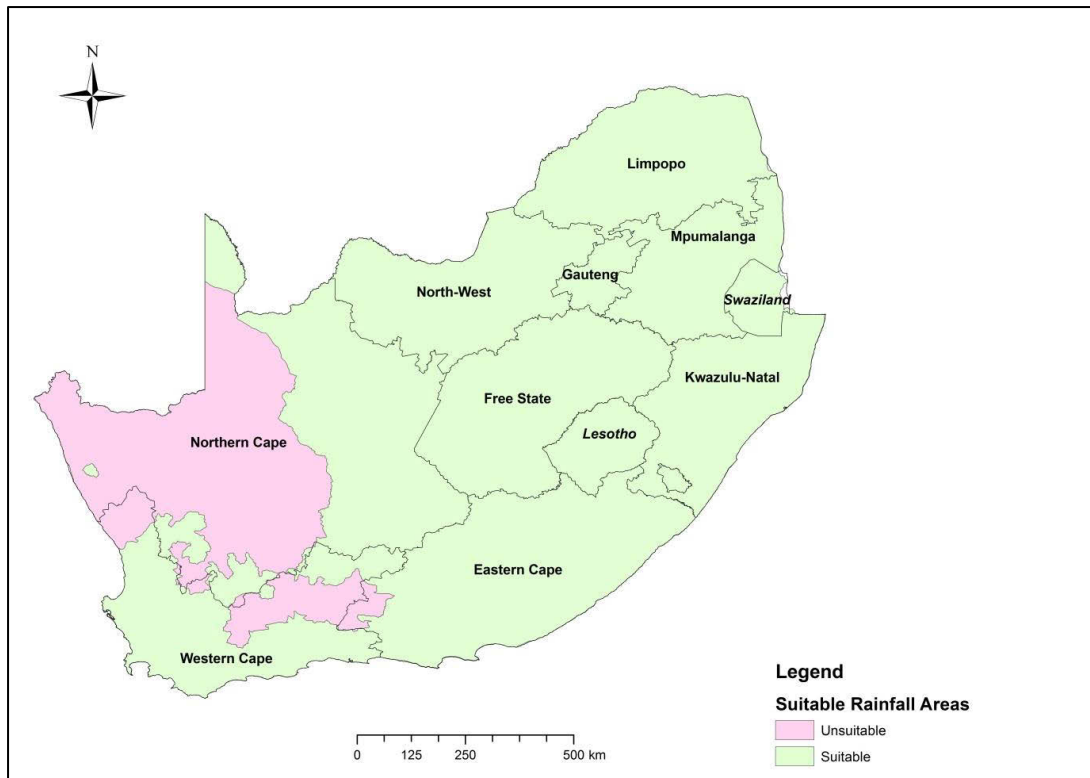 N
Limpopo
Mpumalanga
Gauteng
North-West
Swaziland
Kwazulu-Natal
Free State
Lesotho
Northern Cape
Eastern Cape
Western Cape
Legend
Suitable Rainfall Areas
Unsuitable
Suitable
0 125 250 500 km